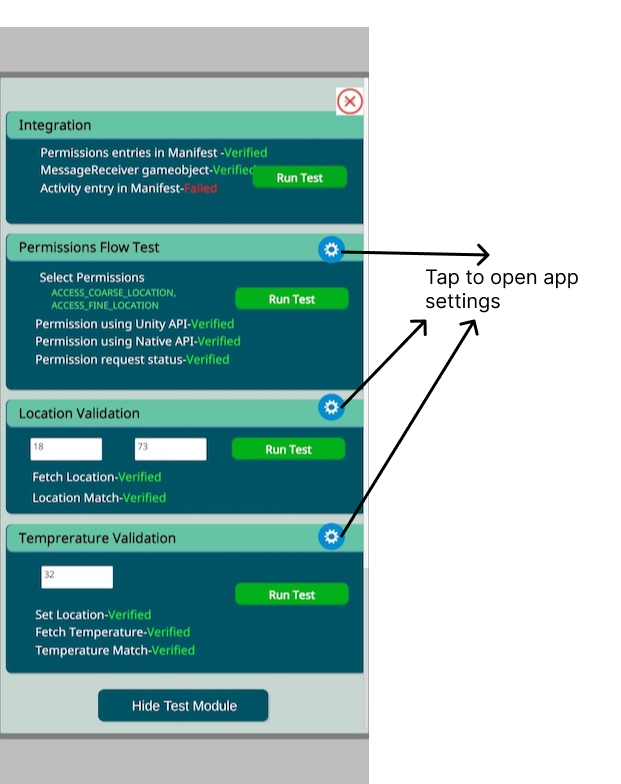 Integration
Permissions entries in Manifest -Verified
MessageReceiver gameobject-Verified
Run Test
Activity entry in Manifest-Failed
Permissions Flow Test
Select Permissions
ACCESS_COARSE_LOCATION,
ACCESS_FINE_LOCATION
Run Test
Permission using Unity API-Verified
Permission using Native API-Verified
Permission request status-Verified
Tap to open app
settings
Location Validation
18
73
Run Test
Fetch Location-Verified
Location Match-Verified
Temprerature Validation
32
Run Test
Set Location-Verified
Fetch Temperature-Verified
Temperature Match-Verified
Hide Test Module